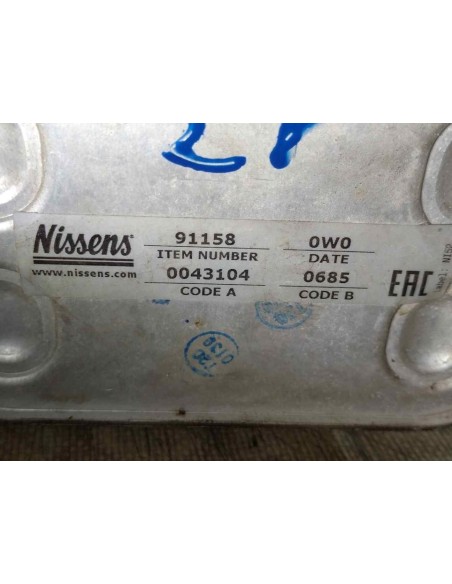 Nissens 91158 0W0
ITEM NUMBER DATE
www.nissens.com 0043104 0685
CODE A CODE B
EAC